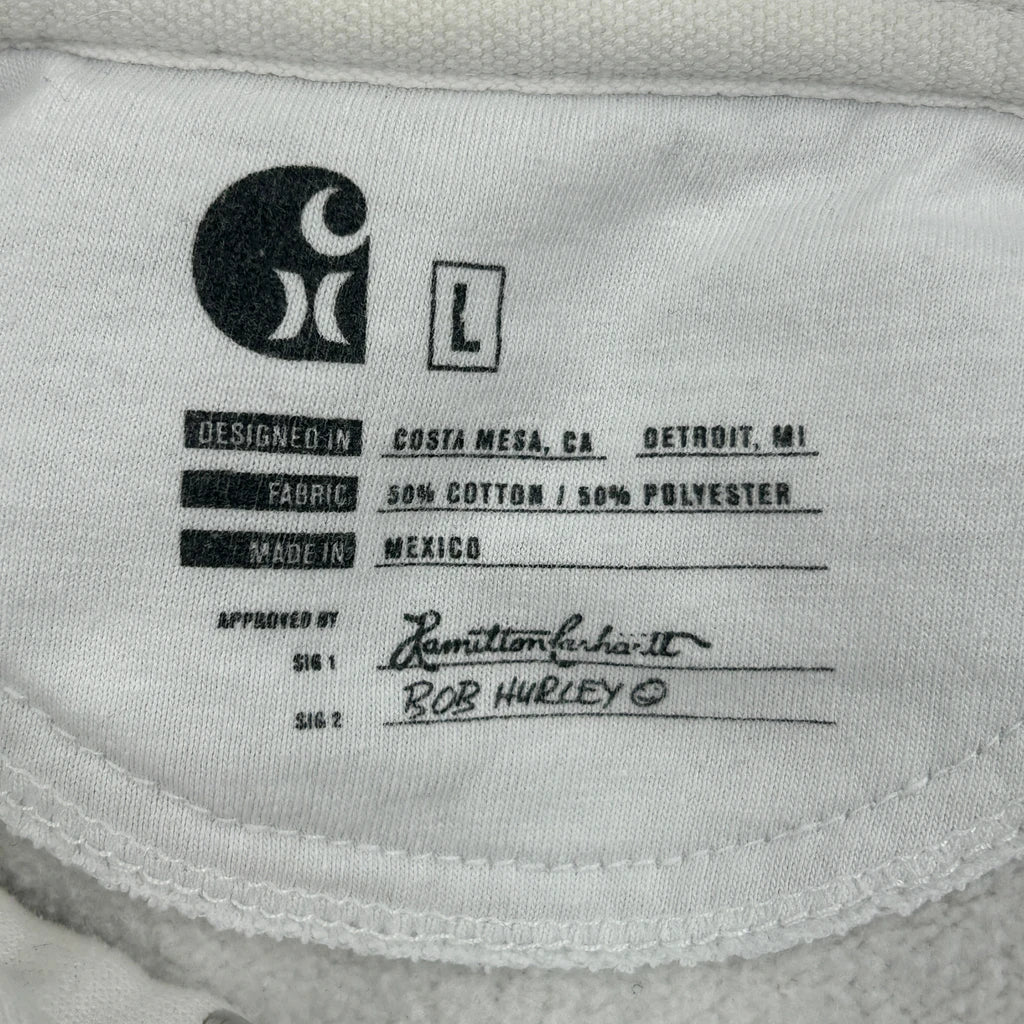 L
DESIGNED IN COSTA MESA, CA DETROIT, MI
FABRIC 50% COTTON / 50% POLYESTER
MADE IN MEXICO
APPROVED BY
SIG 1 Hamilton Carhartt
SIG 2 BOB HURLEY